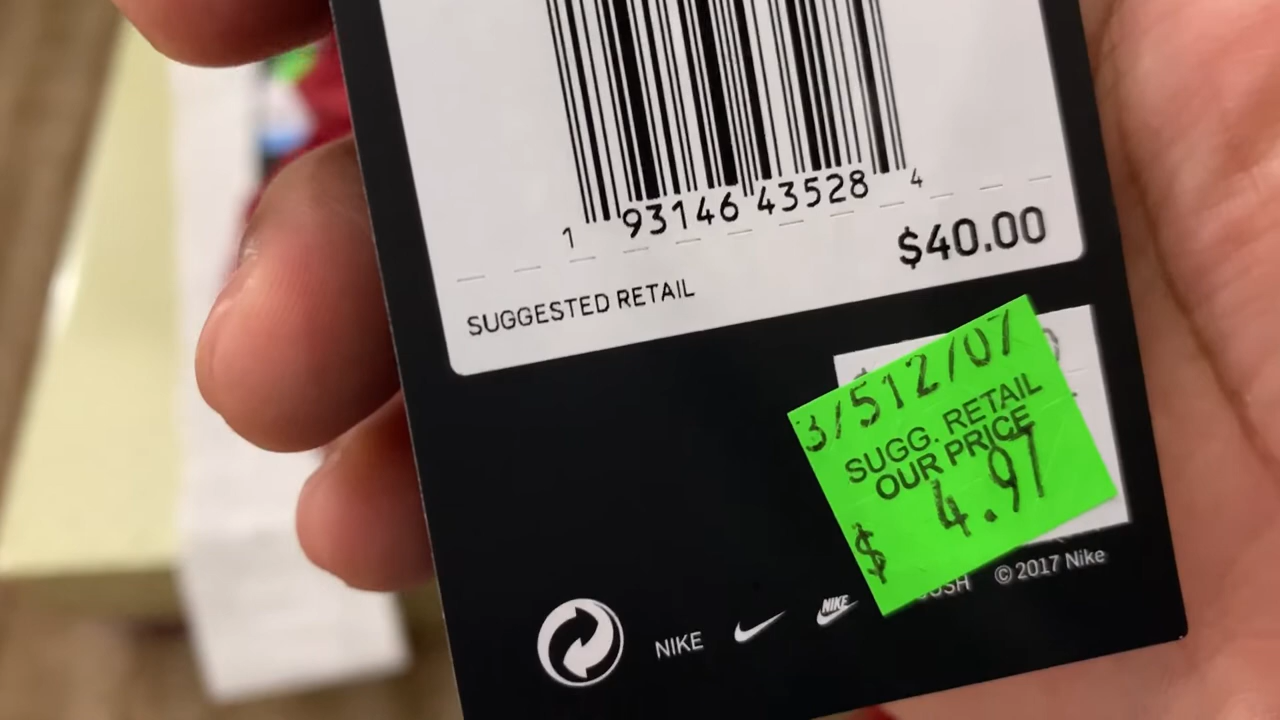 1 93146 43528 4
$40.00
SUGGESTED RETAIL
3/512/07
SUGG. RETAIL
OUR PRICE
$ 4.97
NIKE
NIKE
© 2017 Nike